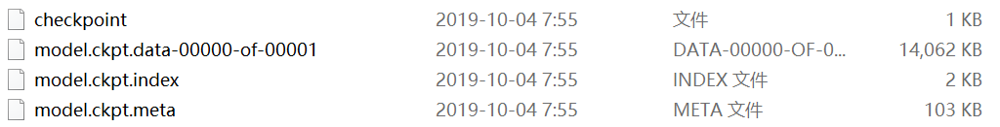 checkpoint 2019-10-04 7:55 文件 1 KB
model.ckpt.data-00000-of-00001 2019-10-04 7:55 DATA-00000-OF-0... 14,062 KB
model.ckpt.index 2019-10-04 7:55 INDEX 文件 2 KB
model.ckpt.meta 2019-10-04 7:55 META 文件 103 KB